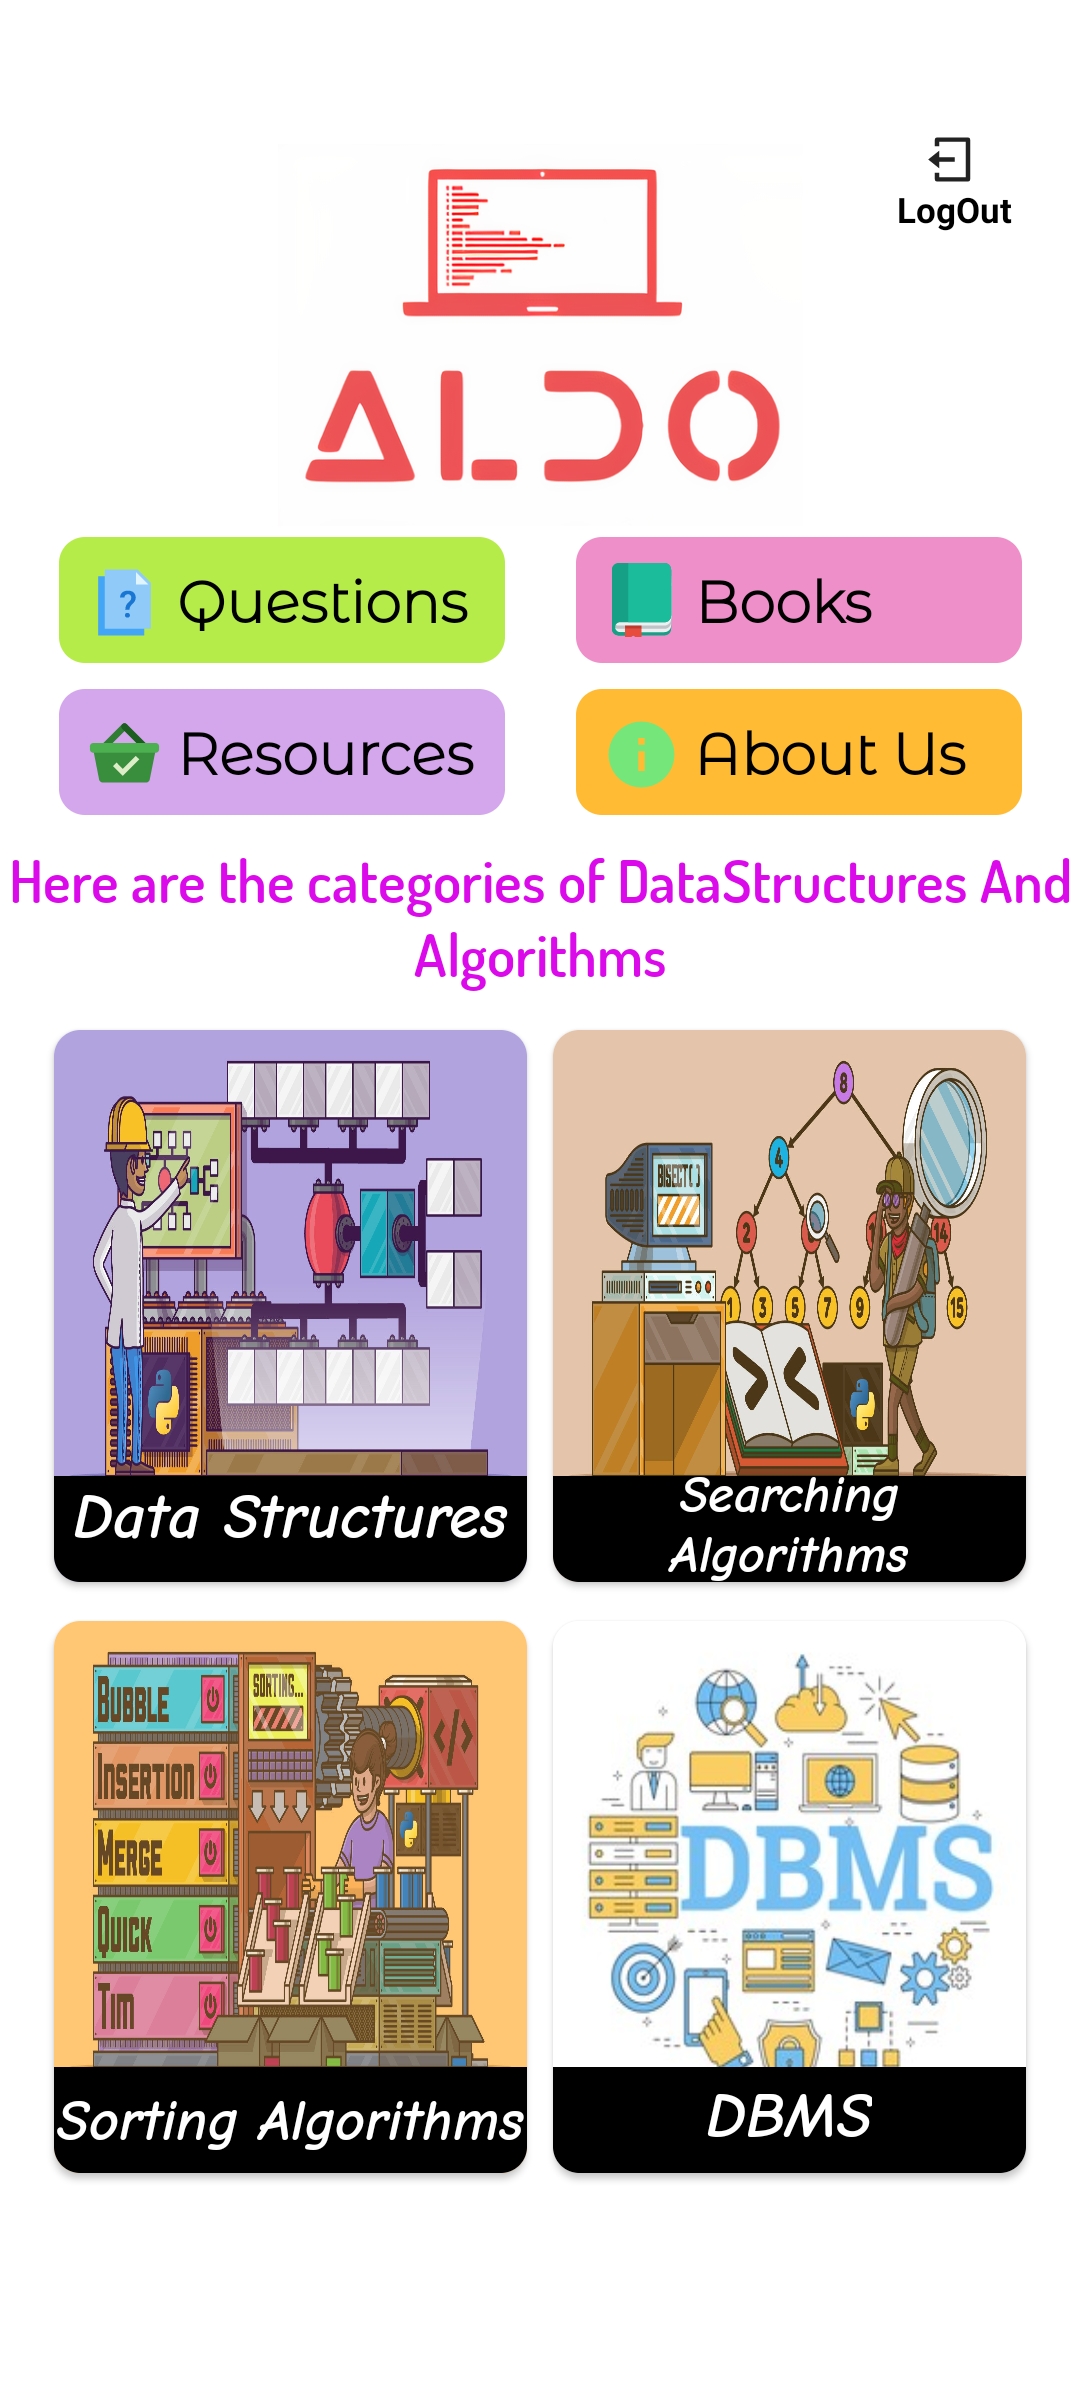 LogOut
ALDO
? Questions
Books
Resources
i About Us
Here are the categories of DataStructures And
Algorithms
8
4
BISECT()
2
14
1 3 5 7 9 15
Data Structures
Searching
Algorithms
BUBBLE
SORTING...
INSERTION
</>
MERGE
QUICK
TIM
DBMS
Sorting Algorithms
DBMS